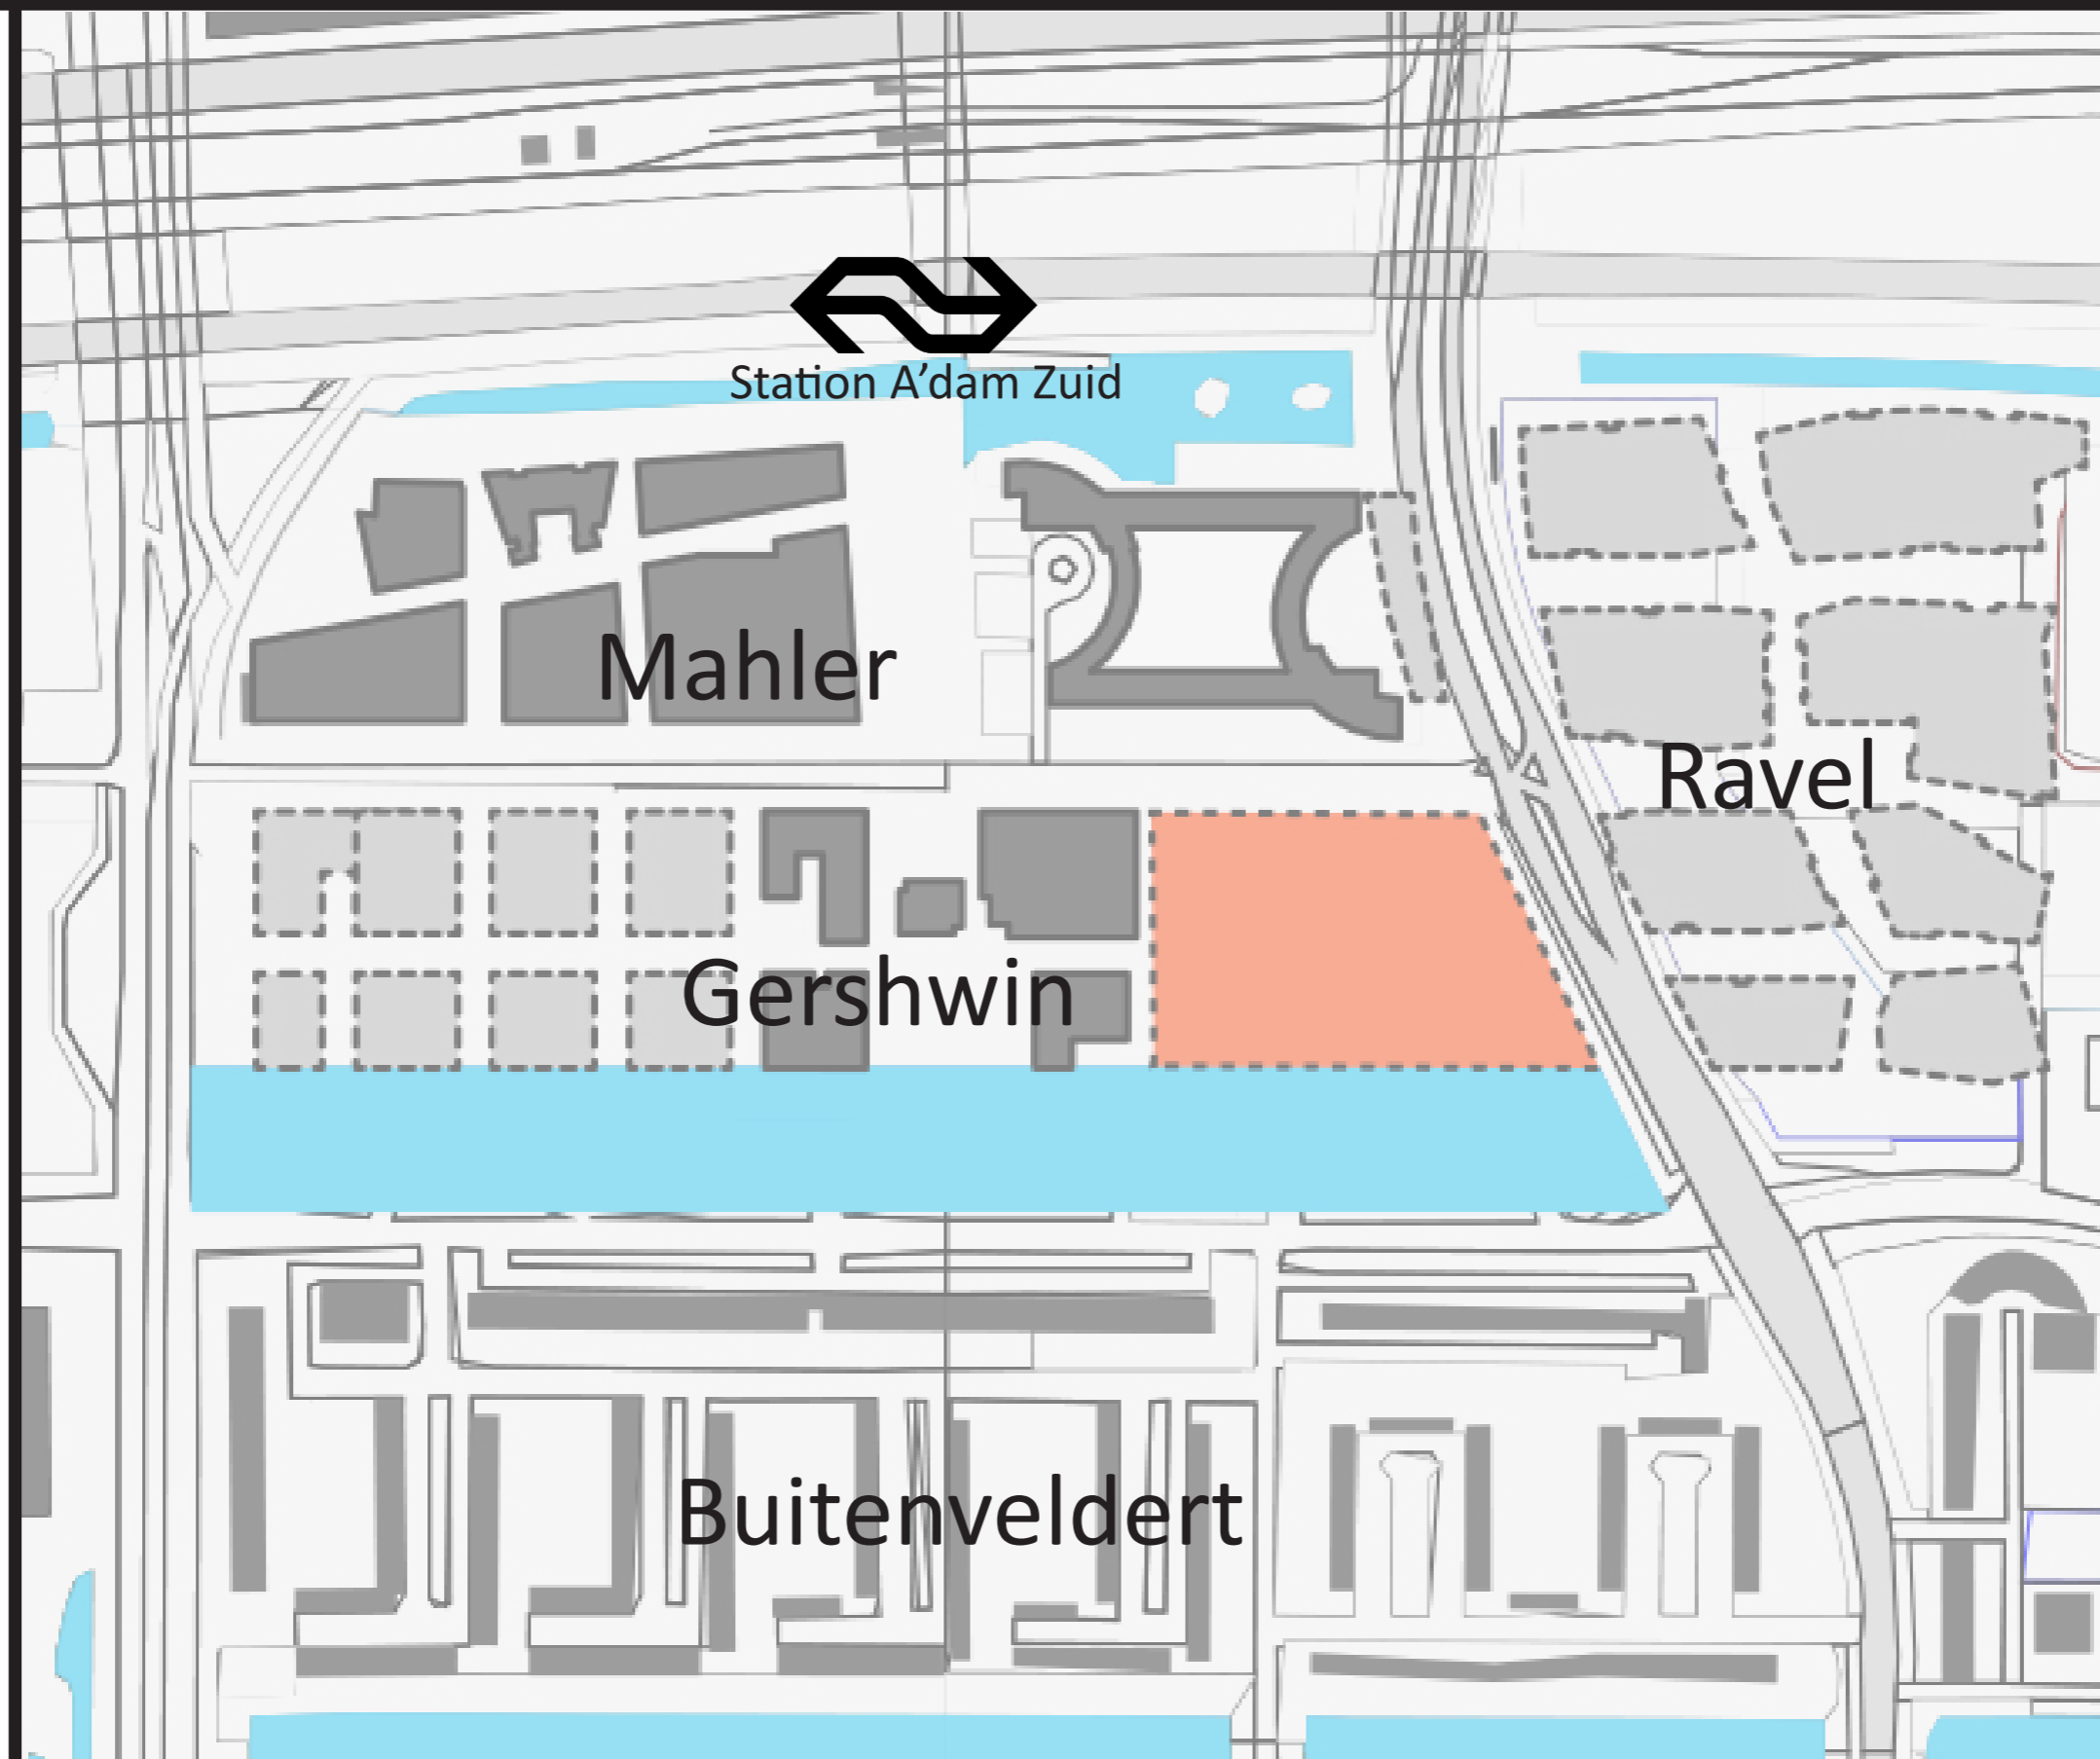 Station A'dam Zuid
Mahler
Ravel
Gershwin
Buitenveldert